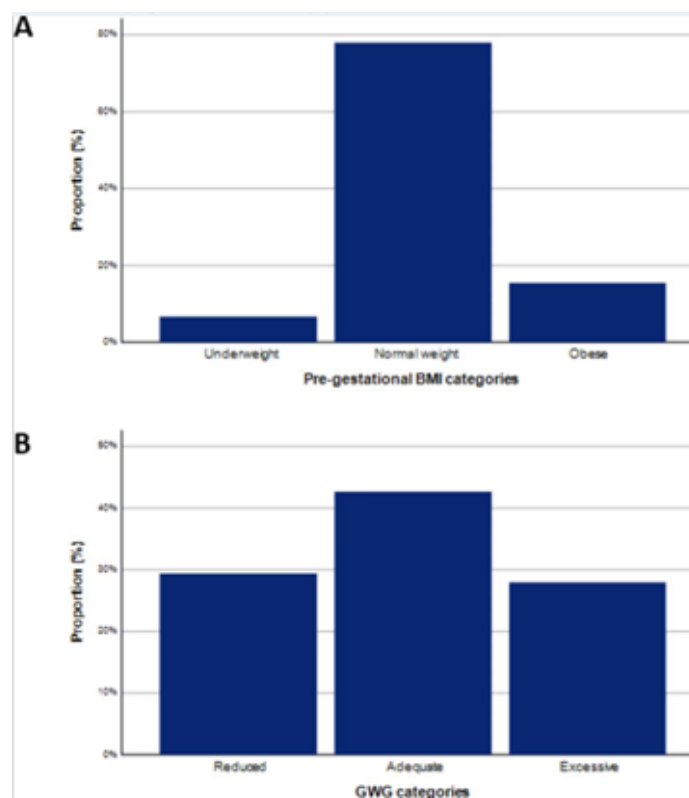 A
80%
60%
40%
20%
0%
Proportion (%)
Underweight Normal weight Obese
Pre-gestational BMI categories
B
50%
40%
30%
20%
10%
0%
Proportion (%)
Reduced Adequate Excessive
GWG categories